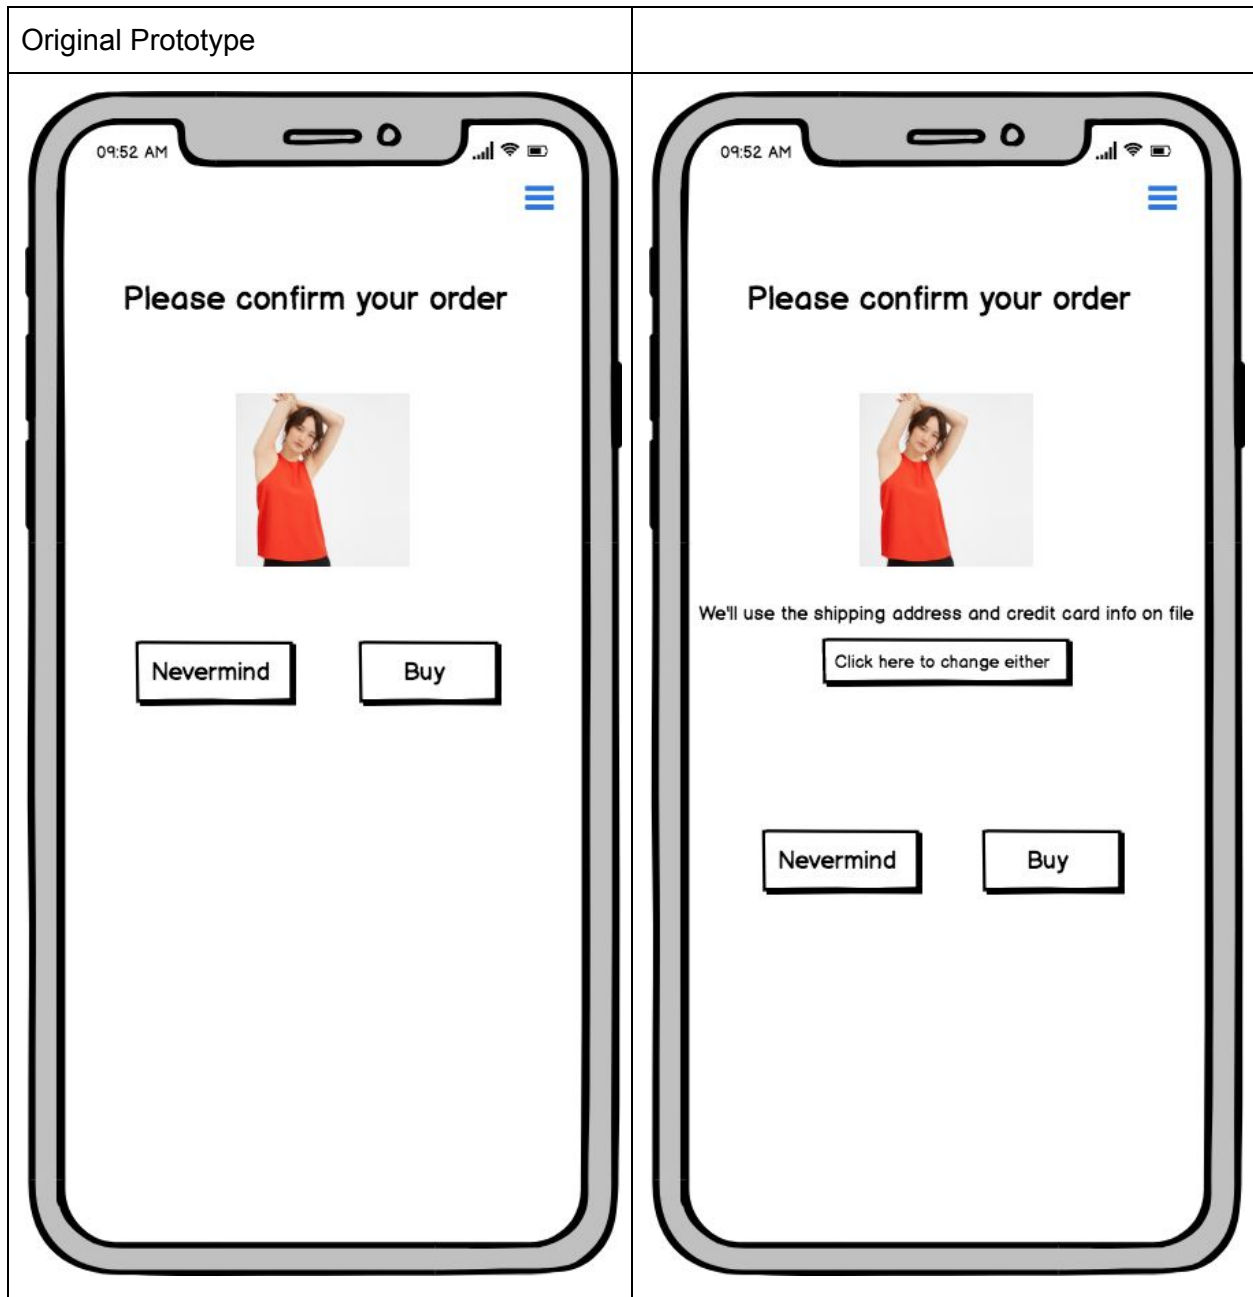 Original Prototype
09:52 AM
Please confirm your order
Nevermind
Buy
09:52 AM
Please confirm your order
We'll use the shipping address and credit card info on file
Click here to change either
Nevermind
Buy